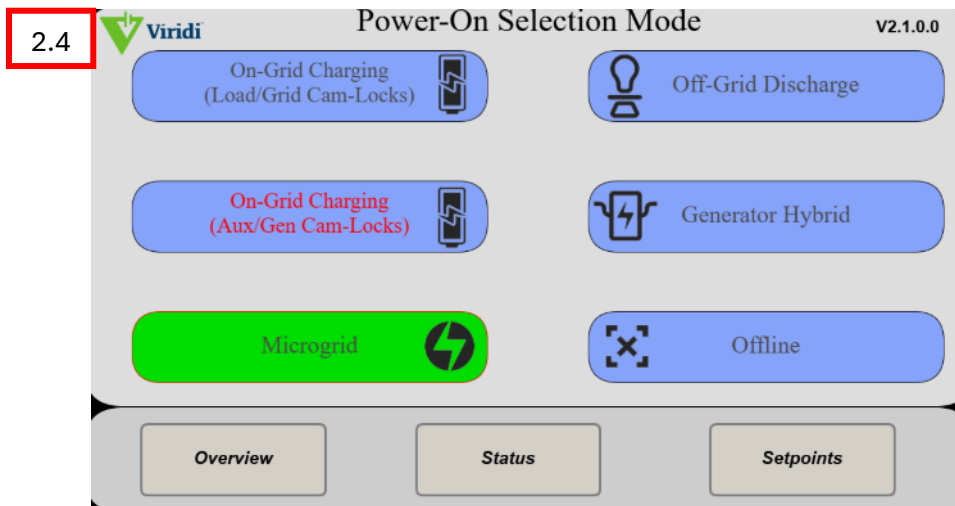 2.4
Viridi
Power-On Selection Mode
V2.1.0.0
On-Grid Charging
(Load/Grid Cam-Locks)
Off-Grid Discharge
On-Grid Charging
(Aux/Gen Cam-Locks)
Generator Hybrid
Microgrid
Offline
Overview
Status
Setpoints